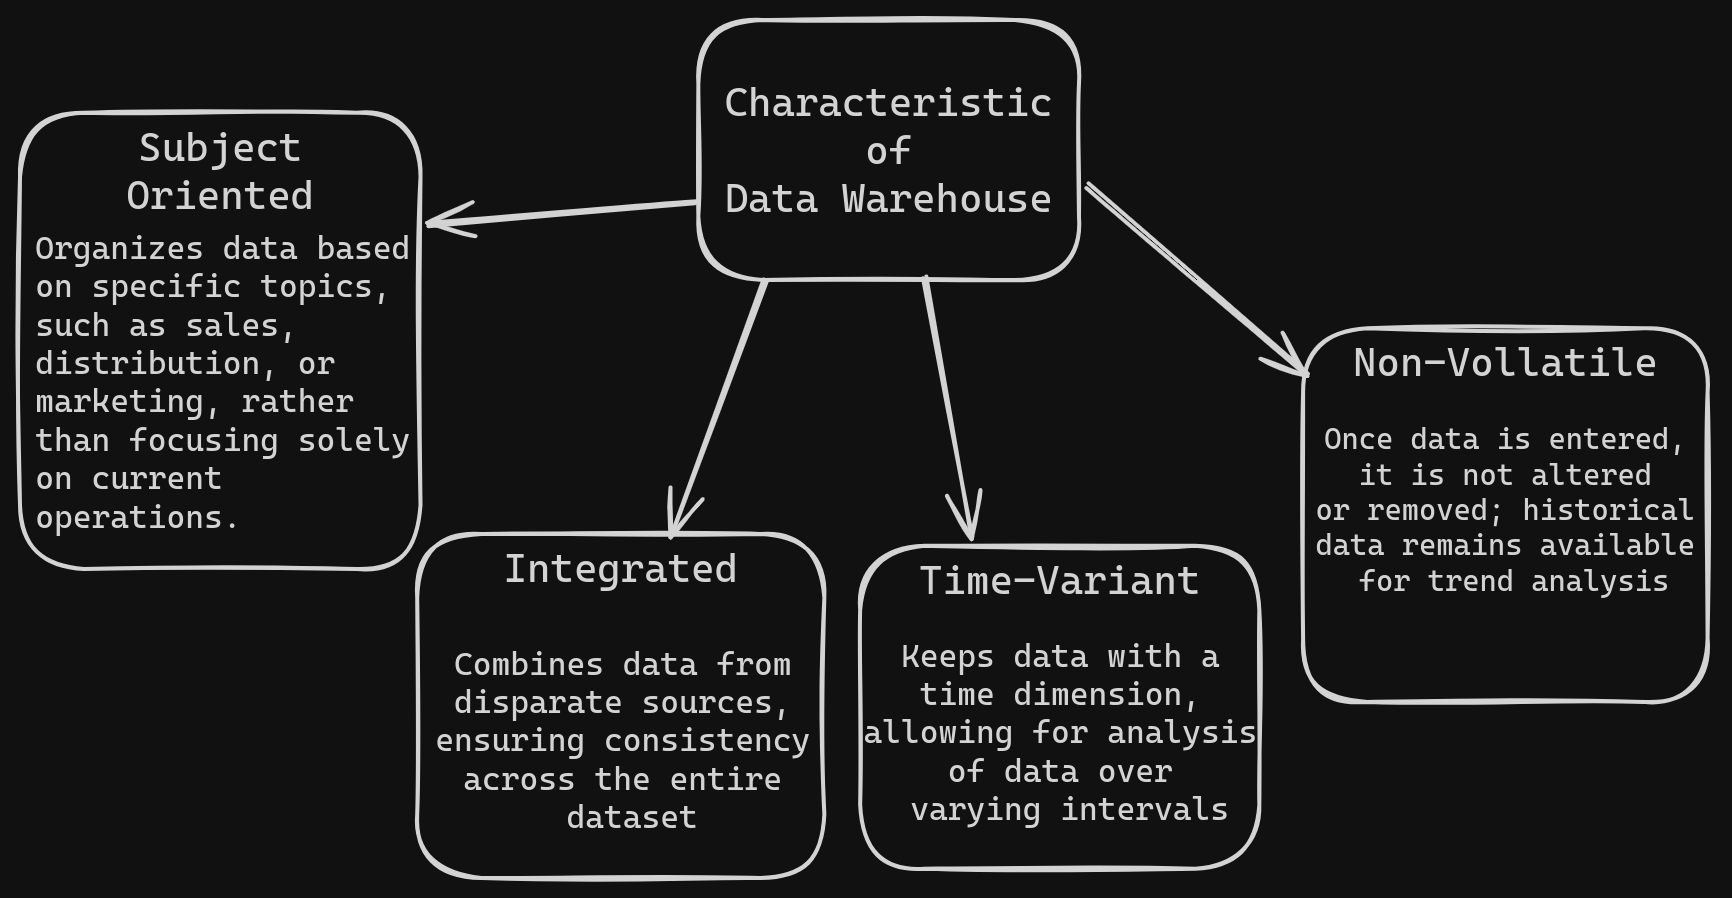 Characteristic
of
Data Warehouse
Subject
Oriented
Organizes data based
on specific topics,
such as sales,
distribution, or
marketing, rather
than focusing solely
on current
operations.
Integrated
Combines data from
disparate sources,
ensuring consistency
across the entire
dataset
Time-Variant
Keeps data with a
time dimension,
allowing for analysis
of data over
varying intervals
Non-Vollatile
Once data is entered,
it is not altered
or removed; historical
data remains available
for trend analysis